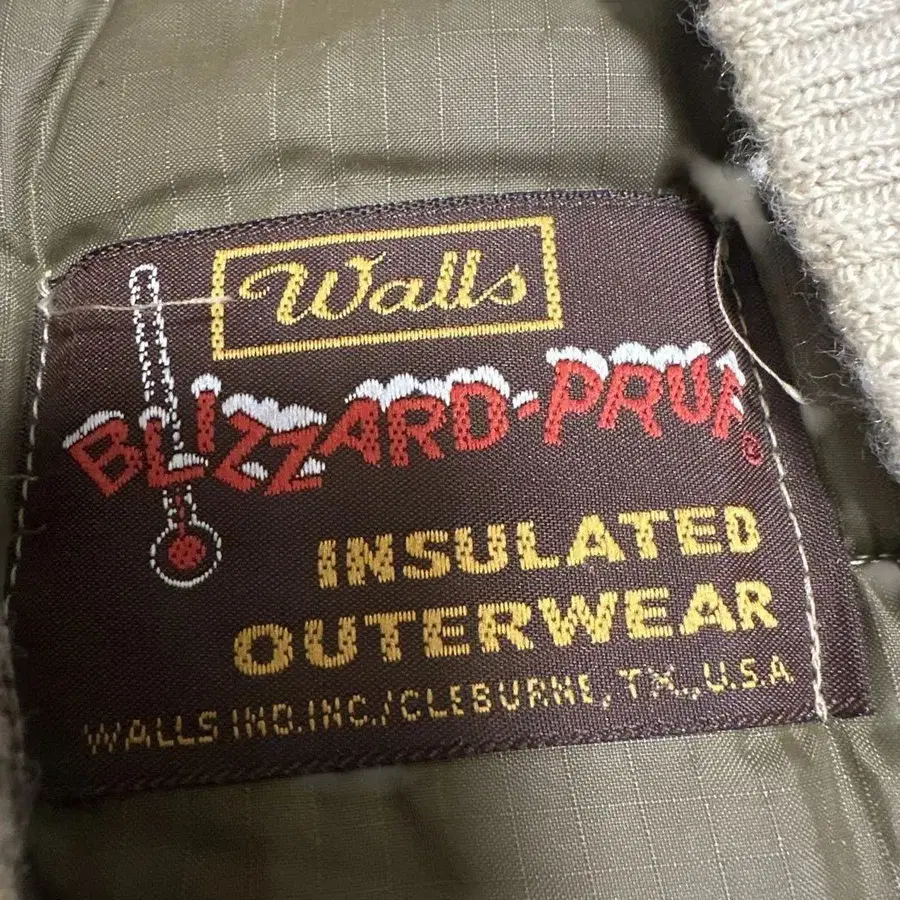 Walls
BLIZZARD-PRUF®
INSULATED
OUTERWEAR
WALLS IND.INC./CLEBURNE, TX., U.S.A